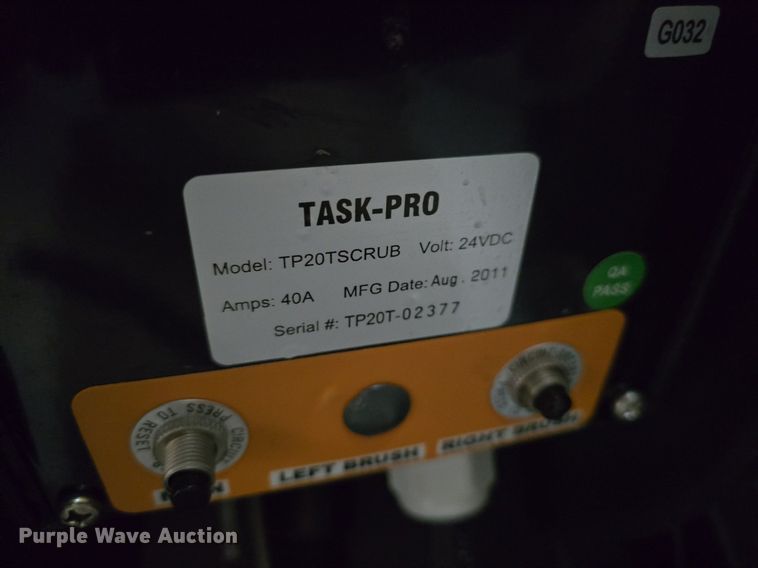 G032
TASK-PRO
Model: TP20TSCRUB Volt: 24VDC
Amps: 40A MFG Date: Aug. 2011
Serial #: TP20T-02377
QA
PASS
CIRCUIT
PRESS TO RESET
LEFT BRUSH
RIGHT BRUSH
Purple Wave Auction